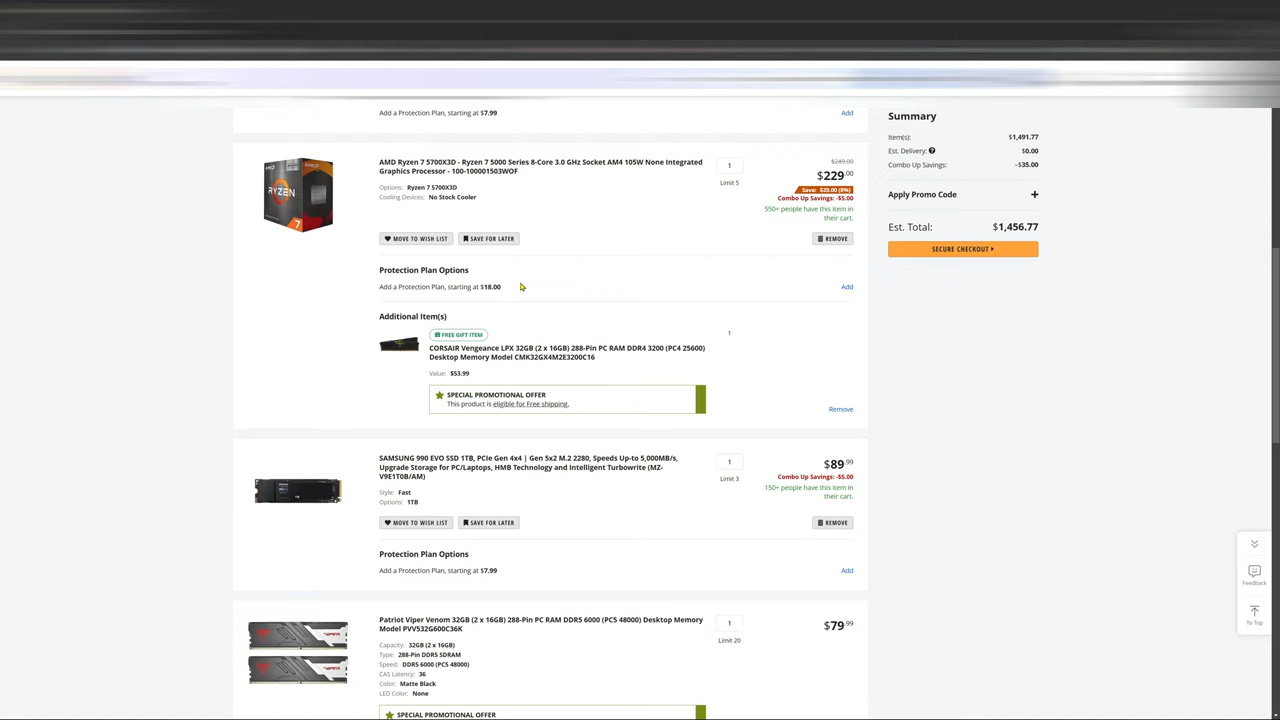 Add a Protection Plan, starting at $7.99
Add
AMD Ryzen 7 5700X3D - Ryzen 7 5000 Series 8-Core 3.0 GHz Socket AM4 105W None Integrated
Graphics Processor - 100-100001503WOF
Options: Ryzen 7 5700X3D
Cooling Devices: No Stock Cooler
1
Limit 5
$249.00
$229.00
Save: $20.00 (8%)
Combo Up Savings: -$5.00
550+ people have this item in
their cart.
MOVE TO WISH LIST
SAVE FOR LATER
REMOVE
Protection Plan Options
Add a Protection Plan, starting at $18.00
Add
Additional Item(s)
FREE GIFT ITEM
CORSAIR Vengeance LPX 32GB (2 x 16GB) 288-Pin PC RAM DDR4 3200 (PC4 25600)
Desktop Memory Model CMK32GX4M2E3200C16
1
Value: $53.99
SPECIAL PROMOTIONAL OFFER
This product is eligible for Free shipping.
Remove
SAMSUNG 990 EVO SSD 1TB, PCIe Gen 4x4 | Gen 5x2 M.2 2280, Speeds Up-to 5,000MB/s,
Upgrade Storage for PC/Laptops, HMB Technology and Intelligent Turbowrite (MZ-
V9E1T0B/AM)
Style: Fast
Options: 1TB
1
Limit 3
$89.99
Combo Up Savings: -$5.00
150+ people have this item in
their cart.
MOVE TO WISH LIST
SAVE FOR LATER
REMOVE
Protection Plan Options
Add a Protection Plan, starting at $7.99
Add
Patriot Viper Venom 32GB (2 x 16GB) 288-Pin PC RAM DDR5 6000 (PC5 48000) Desktop Memory
Model PVV532G600C36K
Capacity: 32GB (2 x 16GB)
Type: 288-Pin DDR5 SDRAM
Speed: DDR5 6000 (PC5 48000)
CAS Latency: 36
Color: Matte Black
LED Color: None
1
Limit 20
$79.99
SPECIAL PROMOTIONAL OFFER
Summary
Item(s): $1,491.77
Est. Delivery: $0.00
Combo Up Savings: -$35.00
Apply Promo Code
Est. Total: $1,456.77
SECURE CHECKOUT
Feedback
To Top
RYZEN
7